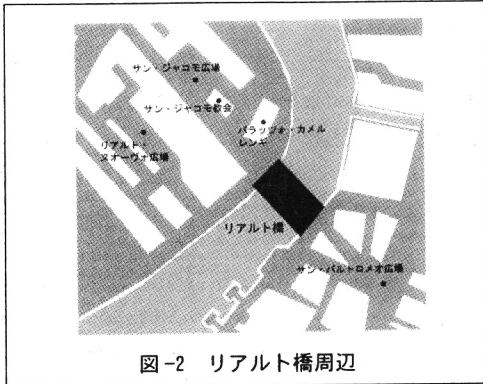 サン・ジャコモ広場
サン・ジャコモ教会
パラッツォ・カメル
レンギ
リアルト・
ヌオーヴォ広場
リアルト橋
サン・バルトロメオ広場
図-2 リアルト橋周辺